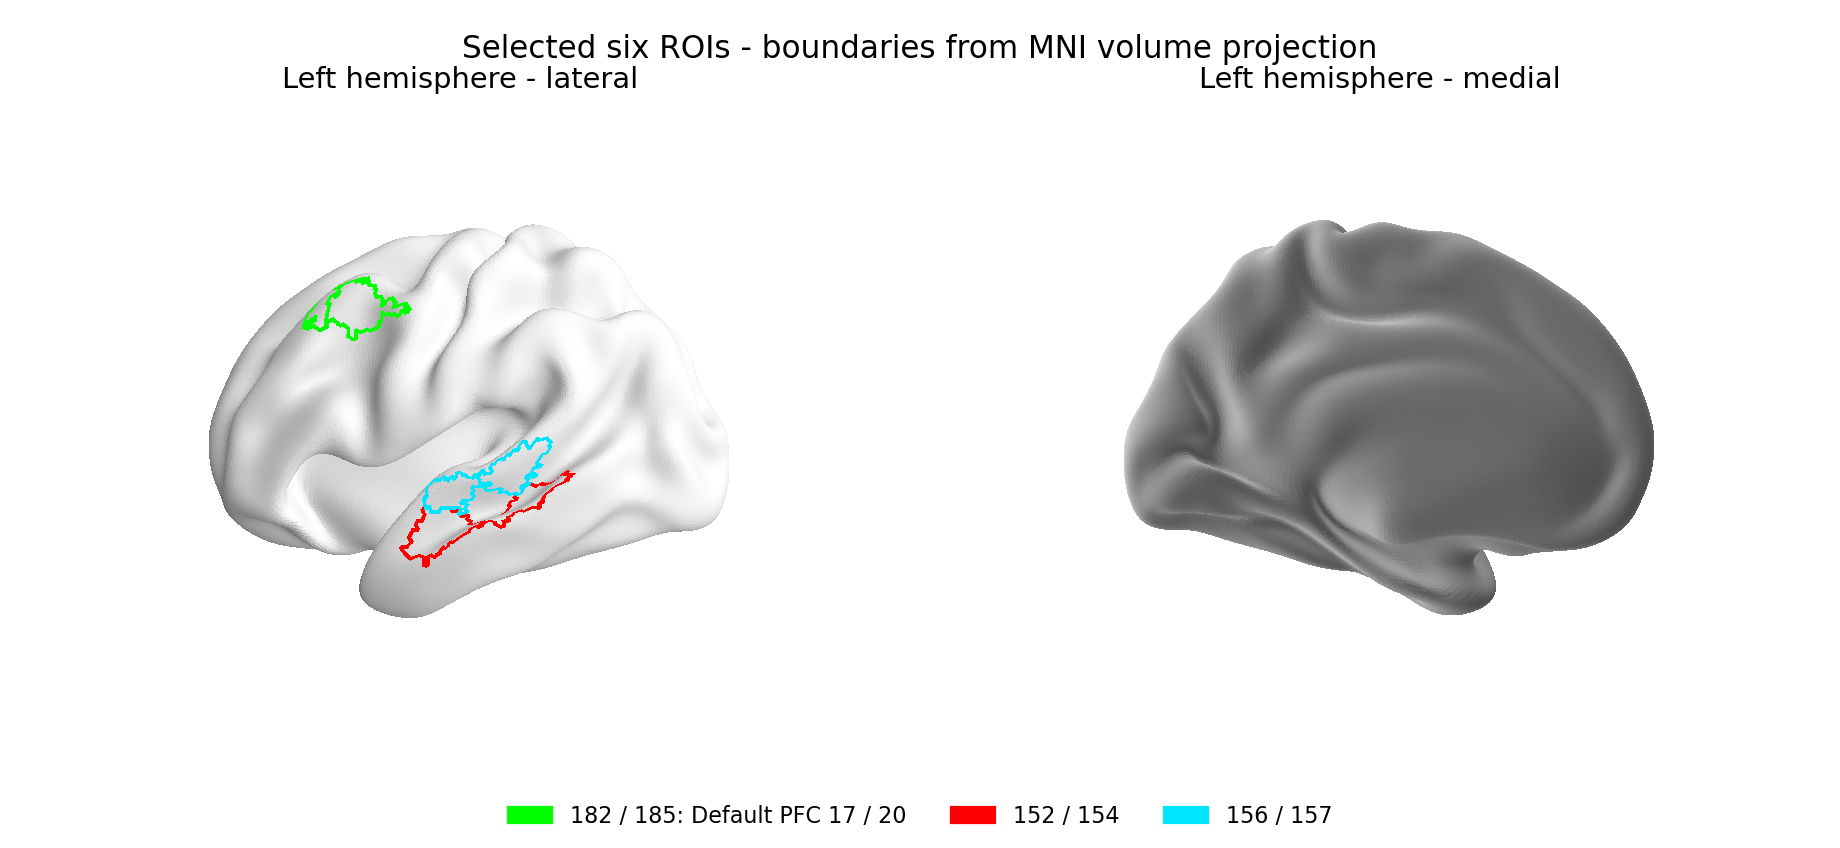 Selected six ROIs - boundaries from MNI volume projection
Left hemisphere - lateral
Left hemisphere - medial
182 / 185: Default PFC 17 / 20
152 / 154
156 / 157